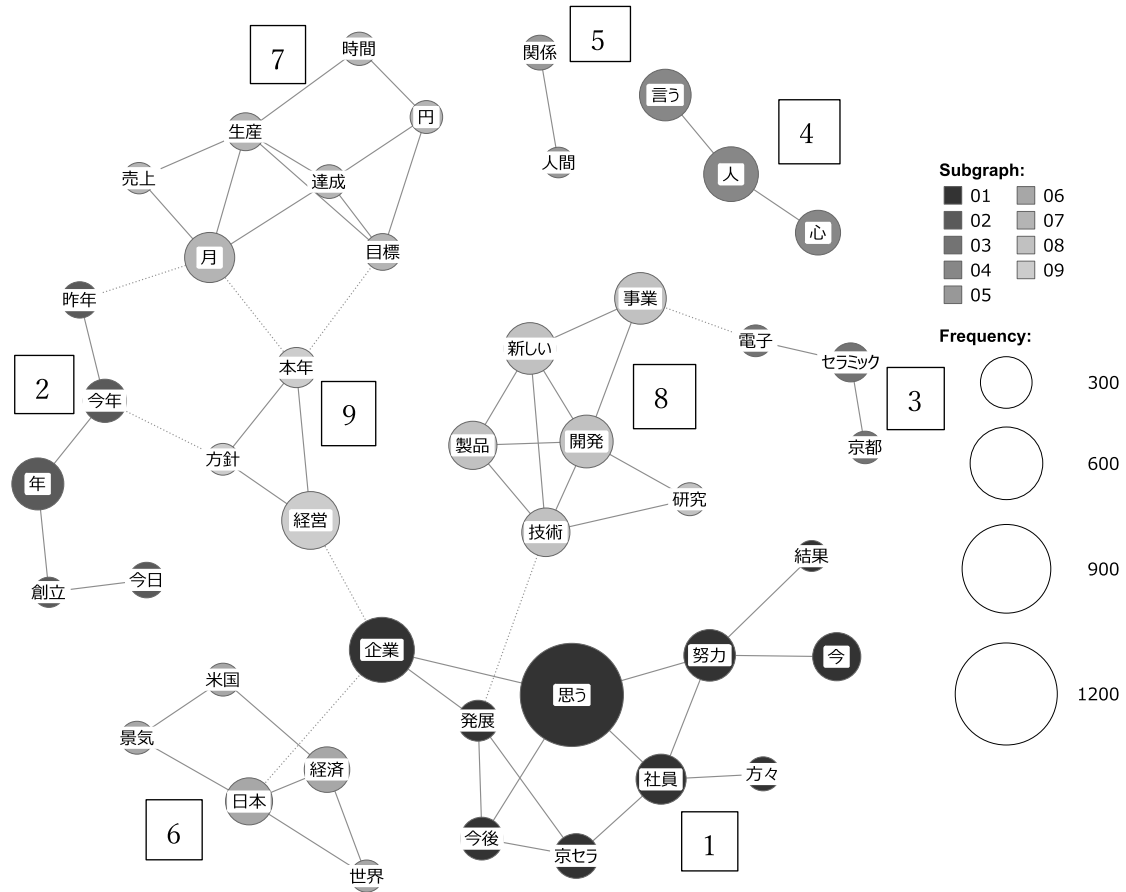 7
時間
生産
円
売上
達成
月
目標
5
関係
人間
言う
4
人
心
昨年
2
今年
年
創立
今日
本年
9
方針
経営
事業
新しい
電子
セラミック
8
3
製品
開発
京都
研究
技術
結果
企業
努力
今
思う
米国
発展
景気
経済
社員
方々
日本
6
今後
京セラ
1
世界
Subgraph:
01
02
03
04
05
06
07
08
09
Frequency:
300
600
900
1200